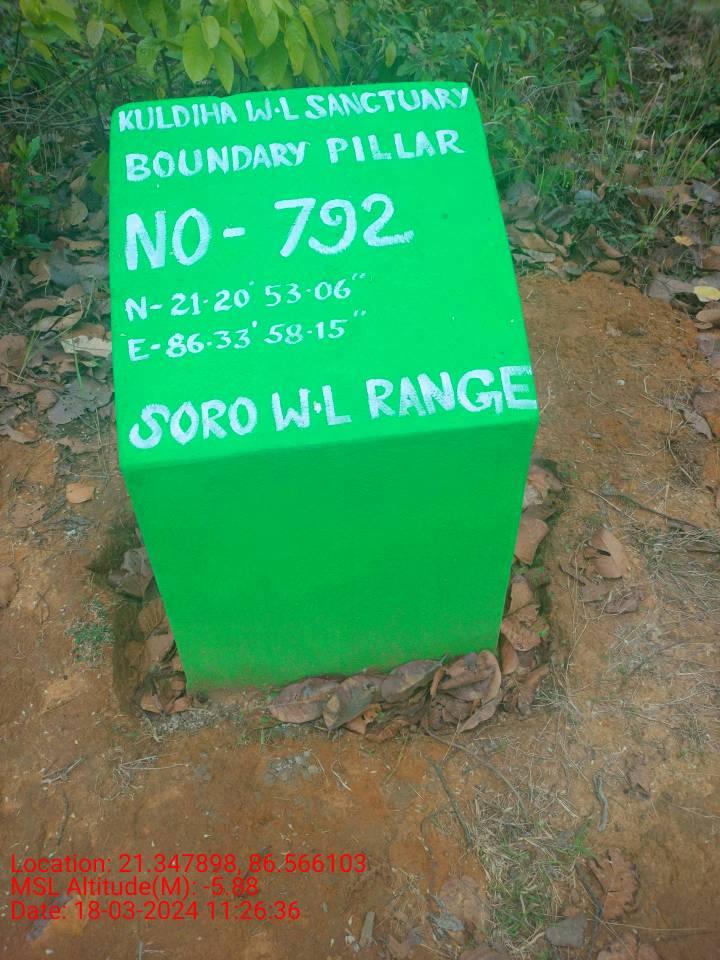 KULDIHA W.L SANCTUARY
BOUNDARY PILLAR
NO- 792
N-21·20' 53·06"
E-86·33' 58·15"
SORO W.L RANGE
Location: 21.347898, 86.566103
MSL Altitude(M): -5.88
Date: 18-03-2024 11:26:36